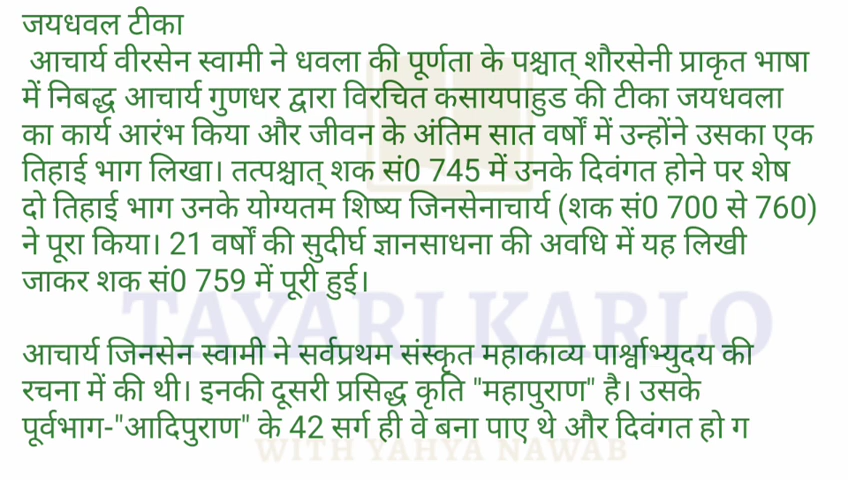 जयधवल टीका
आचार्य वीरसेन स्वामी ने धवला की पूर्णता के पश्चात् शौरसेनी प्राकृत भाषा
में निबद्ध आचार्य गुणधर द्वारा विरचित कसायपाहुड की टीका जयधवला
का कार्य आरंभ किया और जीवन के अंतिम सात वर्षों में उन्होंने उसका एक
तिहाई भाग लिखा। तत्पश्चात् शक सं0 745 में उनके दिवंगत होने पर शेष
दो तिहाई भाग उनके योग्यतम शिष्य जिनसेनाचार्य (शक सं0 700 से 760)
ने पूरा किया। 21 वर्षों की सुदीर्घ ज्ञानसाधना की अवधि में यह लिखी
जाकर शक सं0 759 में पूरी हुई।
TAYARI KARLO
आचार्य जिनसेन स्वामी ने सर्वप्रथम संस्कृत महाकाव्य पार्श्वाभ्युदय की
रचना में की थी। इनकी दूसरी प्रसिद्ध कृति "महापुराण" है। उसके
पूर्वभाग-"आदिपुराण" के 42 सर्ग ही वे बना पाए थे और दिवंगत हो ग
WITH YAHYA NAWAB